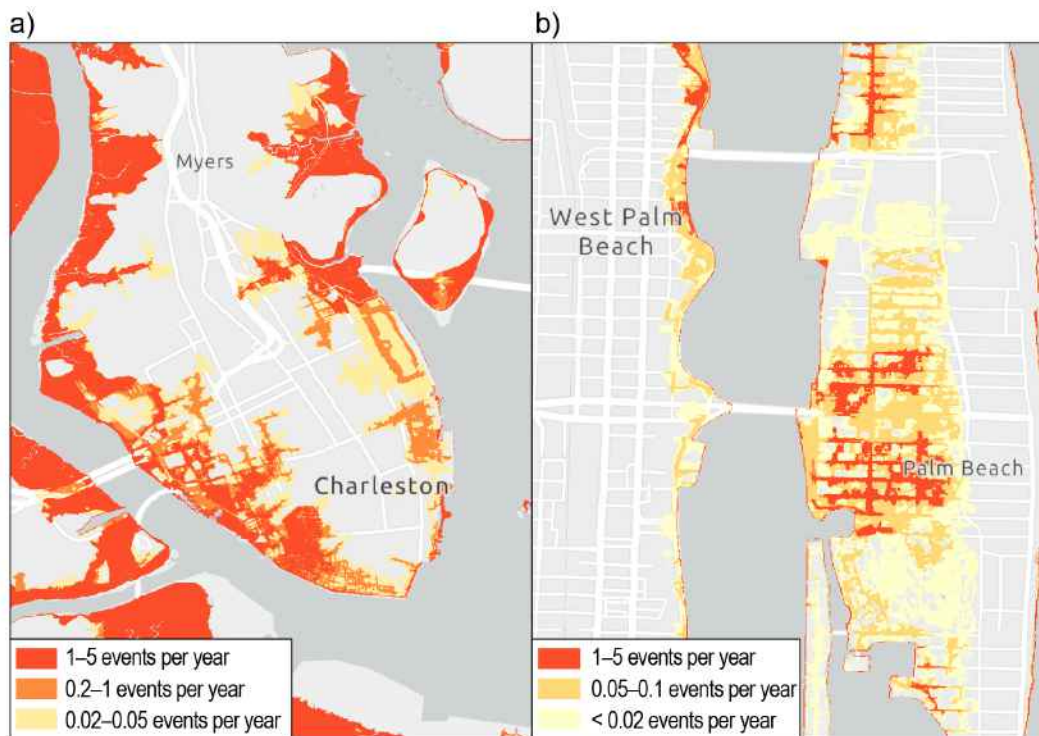 a)
Myers
Charleston
1–5 events per year
0.2–1 events per year
0.02–0.05 events per year
b)
West Palm
Beach
Palm Beach
1–5 events per year
0.05–0.1 events per year
< 0.02 events per year